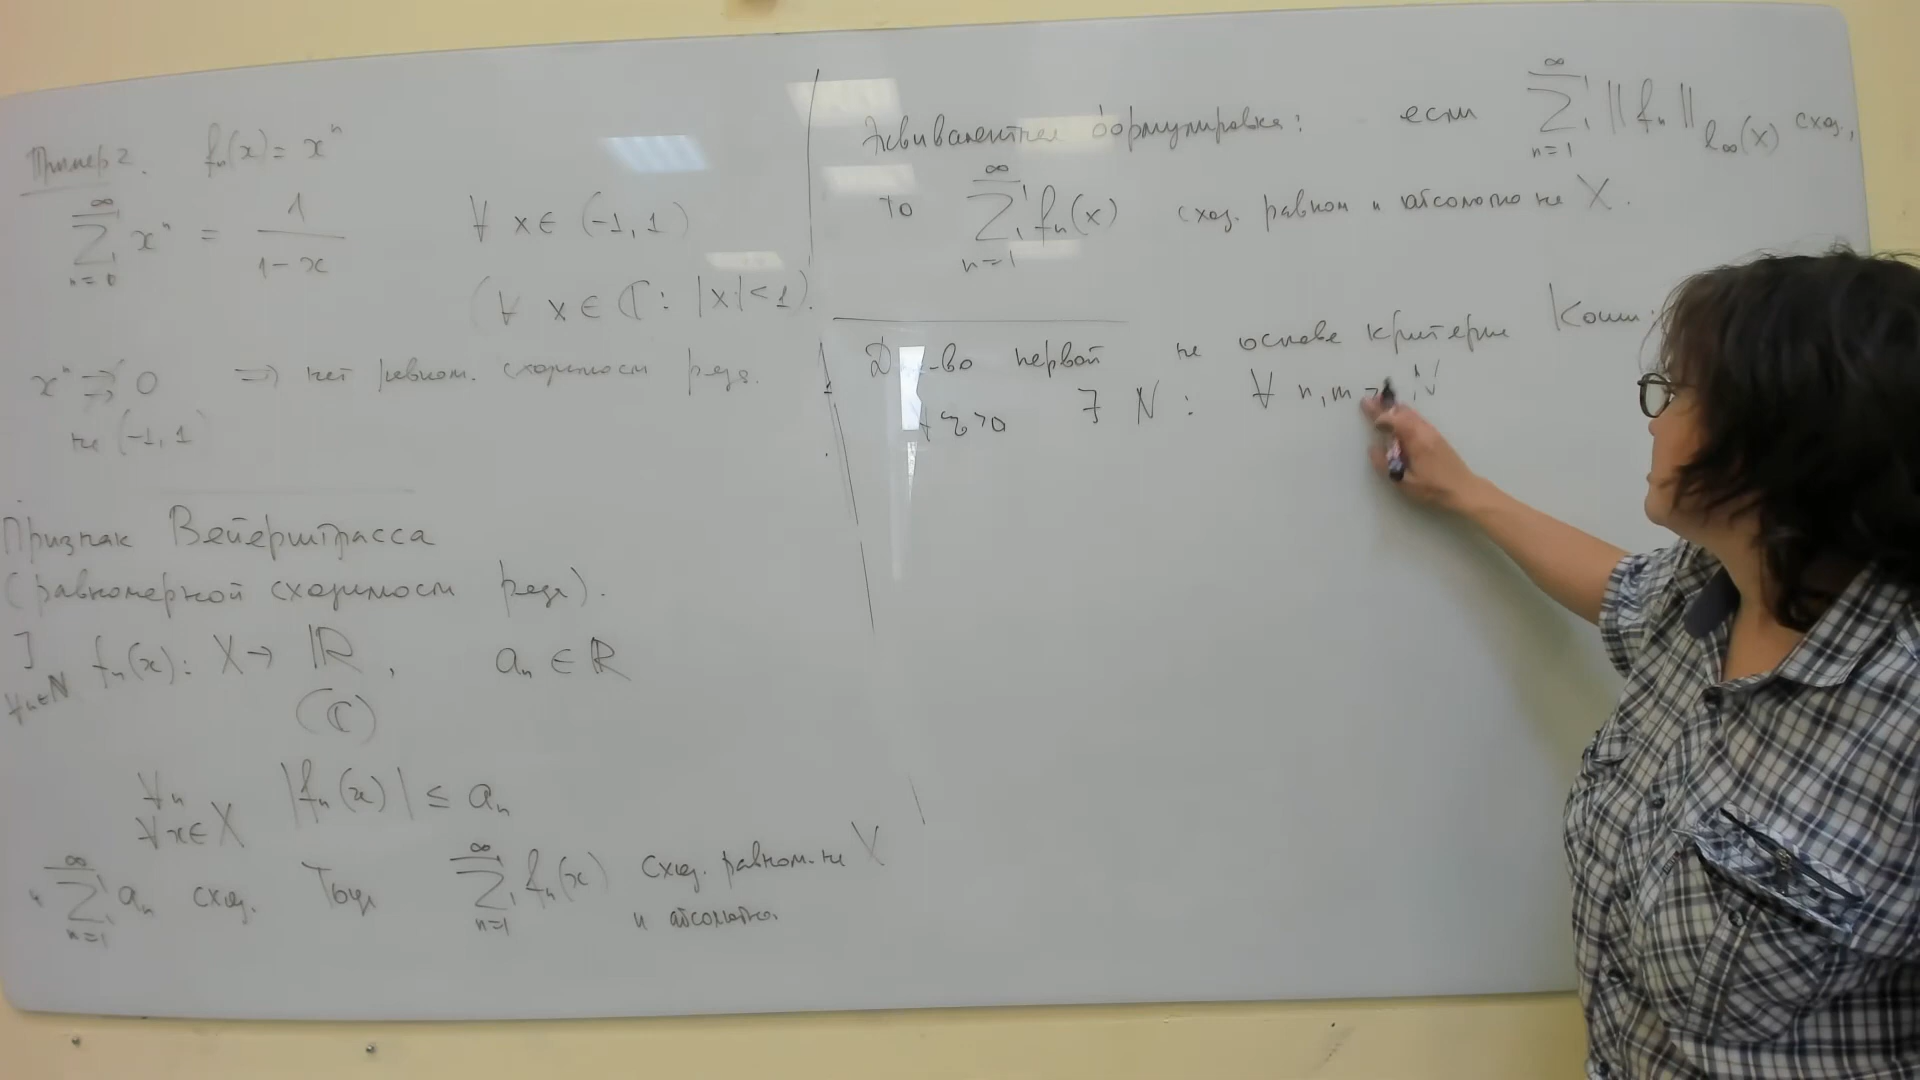 Пример 2. fₙ(x) = xⁿ
∞
∑ xⁿ = 1/(1-x) ∀ x ∈ (-1, 1)
n=0
(∀ x ∈ ℂ: |x| < 1).
xⁿ ⇉ 0 ⇒ нет равном. сходимости ряда.
на (-1, 1)
Признак Вейерштрасса
(равномерной сходимости ряда).
] fₙ(x): X → ℝ, aₙ ∈ ℝ
∀n∈ℕ (ℂ)
∀n
∀x∈X |fₙ(x)| ≤ aₙ
∞ ∞
и ∑ aₙ сход. Тогда ∑ fₙ(x) сход. равном. на X
n=1 n=1 и абсолютно.
Эквивалентная формулировка: если ∑ ||fₙ|| ℓ∞(X) сход.,
n=1
∞
то ∑ fₙ(x) сход. равном и абсолютно на X.
n=1
Д-во первой на основе критерия Коши:
∀ ε>0 ∃ N: ∀ n,m > N